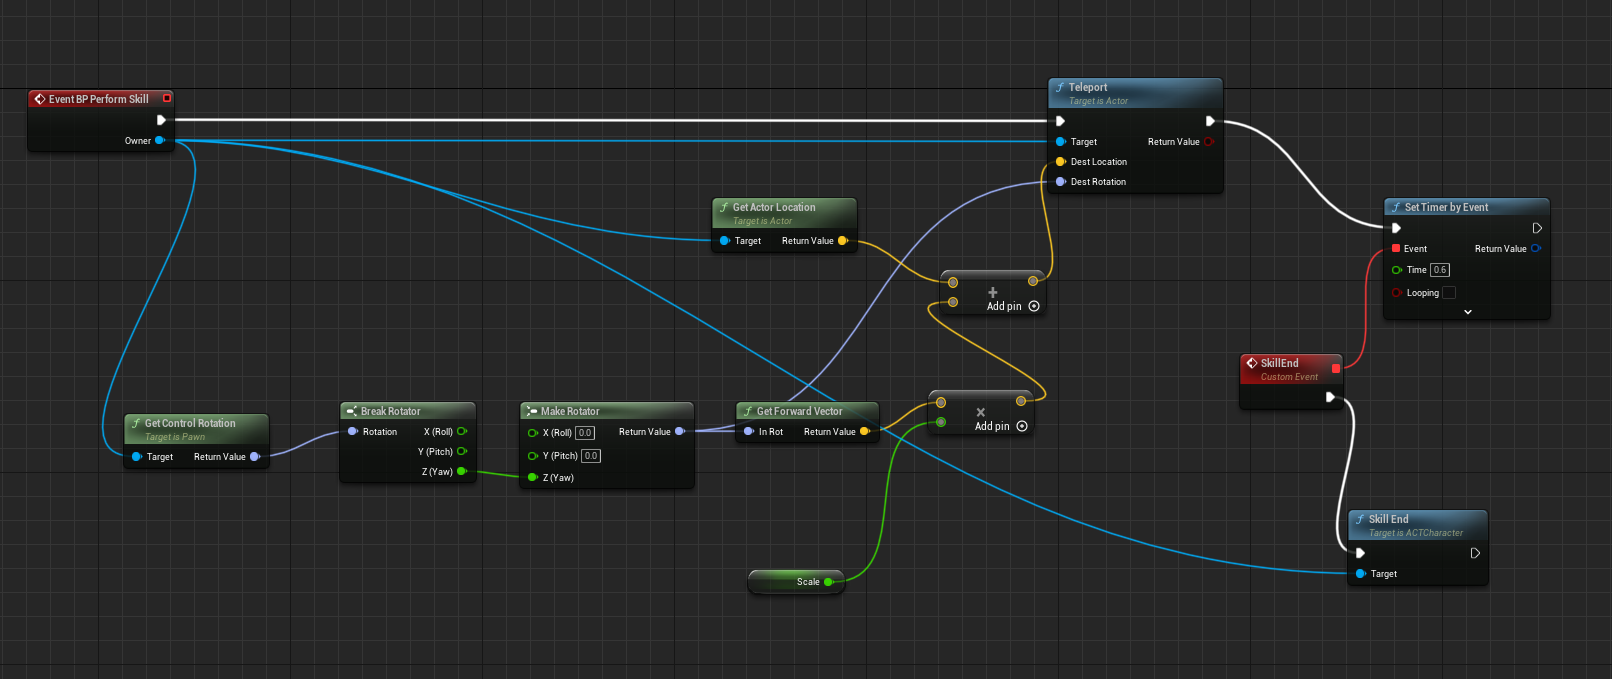 Event BP Perform Skill
Owner
Teleport
Target is Actor
Target
Return Value
Dest Location
Dest Rotation
Get Actor Location
Target is Actor
Target
Return Value
Set Timer by Event
Event
Return Value
Time
0.6
Looping
+
Add pin
SkillEnd
Custom Event
Get Control Rotation
Target is Pawn
Target
Return Value
Break Rotator
Rotation
X (Roll)
Y (Pitch)
Z (Yaw)
Make Rotator
X (Roll)
0.0
Return Value
Y (Pitch)
0.0
Z (Yaw)
Get Forward Vector
In Rot
Return Value
x
Add pin
Skill End
Target is ACTCharacter
Target
Scale